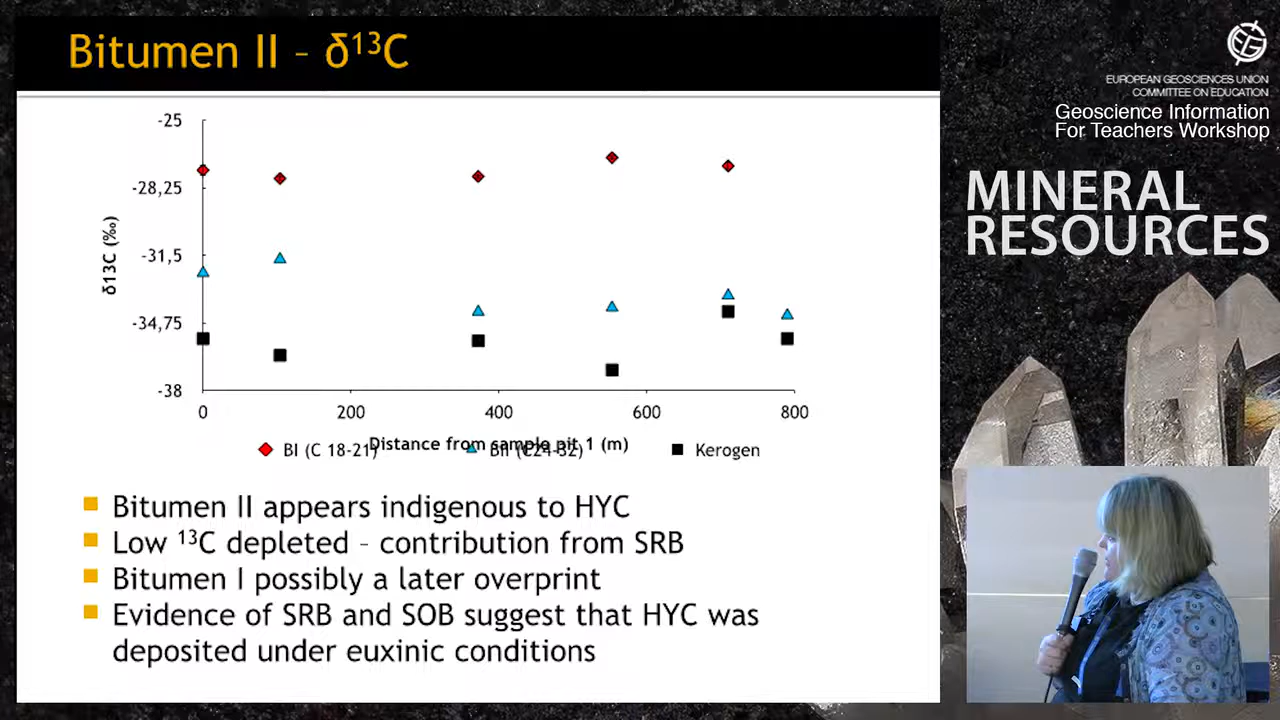 Bitumen II – δ¹³C
-25
-28,25
-31,5
-34,75
-38
δ13C (‰)
0 200 400 600 800
Distance from sample pit 1 (m)
BI (C 18-21) BII (C24-32) Kerogen
Bitumen II appears indigenous to HYC
Low ¹³C depleted – contribution from SRB
Bitumen I possibly a later overprint
Evidence of SRB and SOB suggest that HYC was
deposited under euxinic conditions
EUROPEAN GEOSCIENCES UNION
COMMITTEE ON EDUCATION
Geoscience Information
For Teachers Workshop
MINERAL
RESOURCES